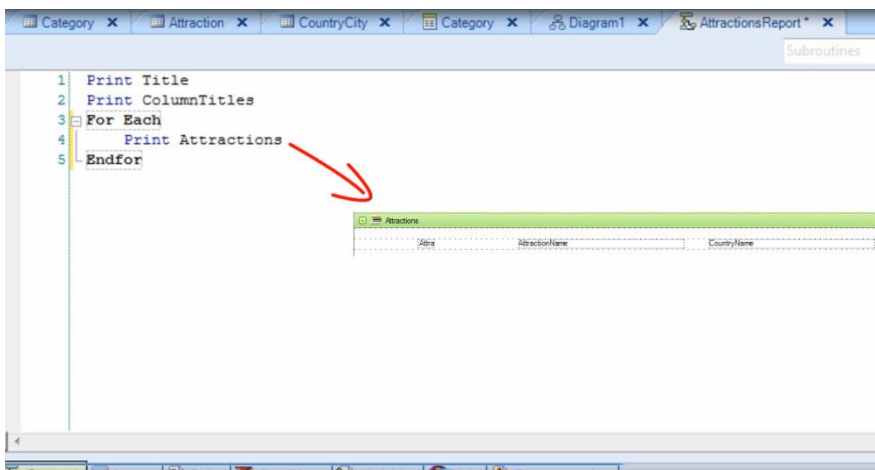 Category Attraction CountryCity Category Diagram1 AttractionsReport *
Subroutines
1 Print Title
2 Print ColumnTitles
3 For Each
4 Print Attractions
5 Endfor
Attractions
Attra AttractionName CountryName